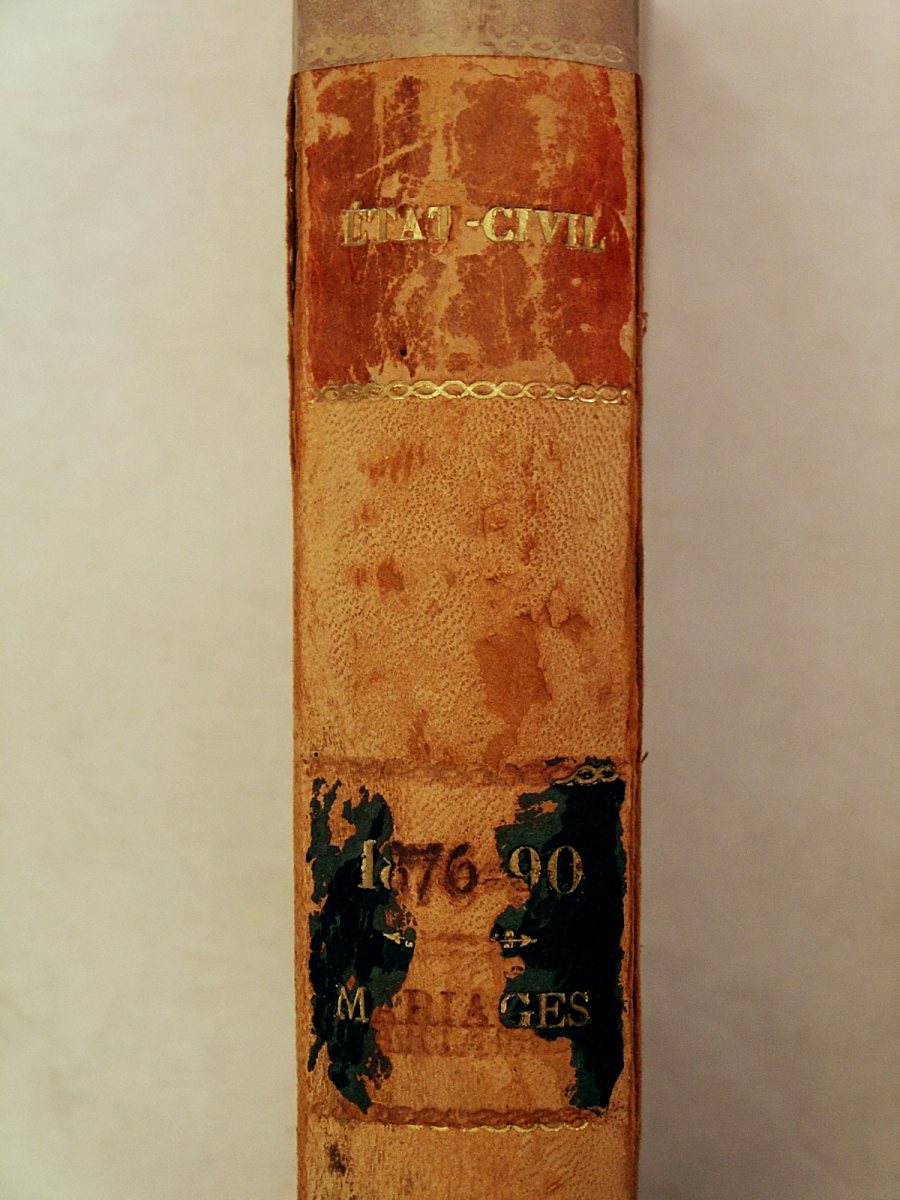 ÉTAT-CIVIL
1876-90
MARIAGES